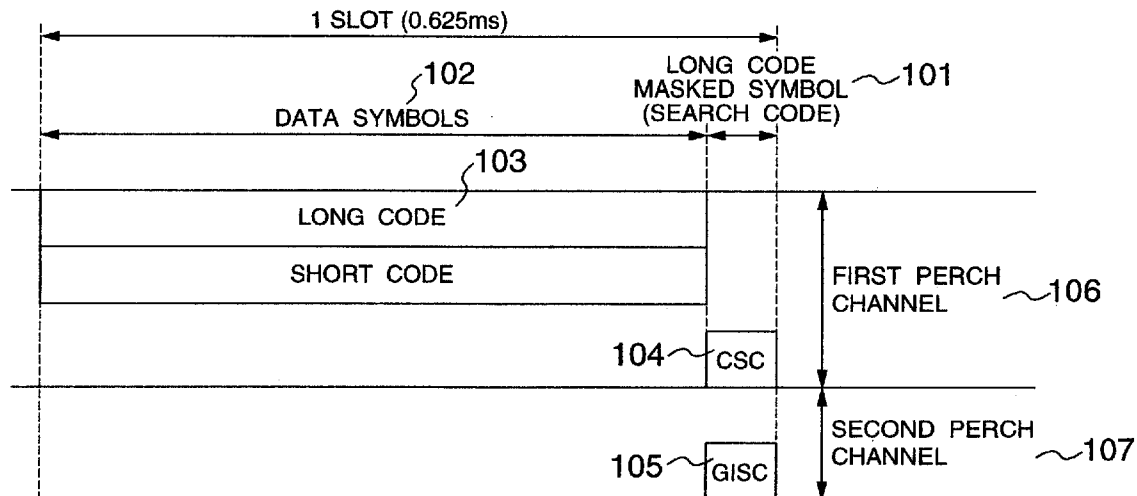 1 SLOT (0.625ms)
102
DATA SYMBOLS
LONG CODE
MASKED SYMBOL
(SEARCH CODE)
101
103
LONG CODE
SHORT CODE
FIRST PERCH
CHANNEL
106
104
CSC
SECOND PERCH
CHANNEL
107
105
GISC